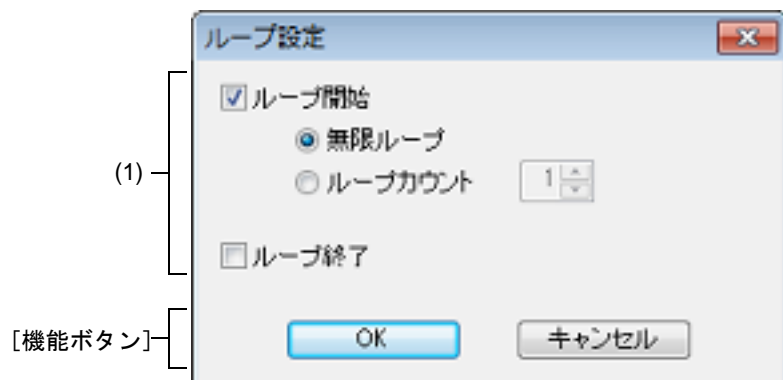 ループ設定
ループ開始
無限ループ
(1)
ループカウント 1
ループ終了
[機能ボタン]
OK キャンセル